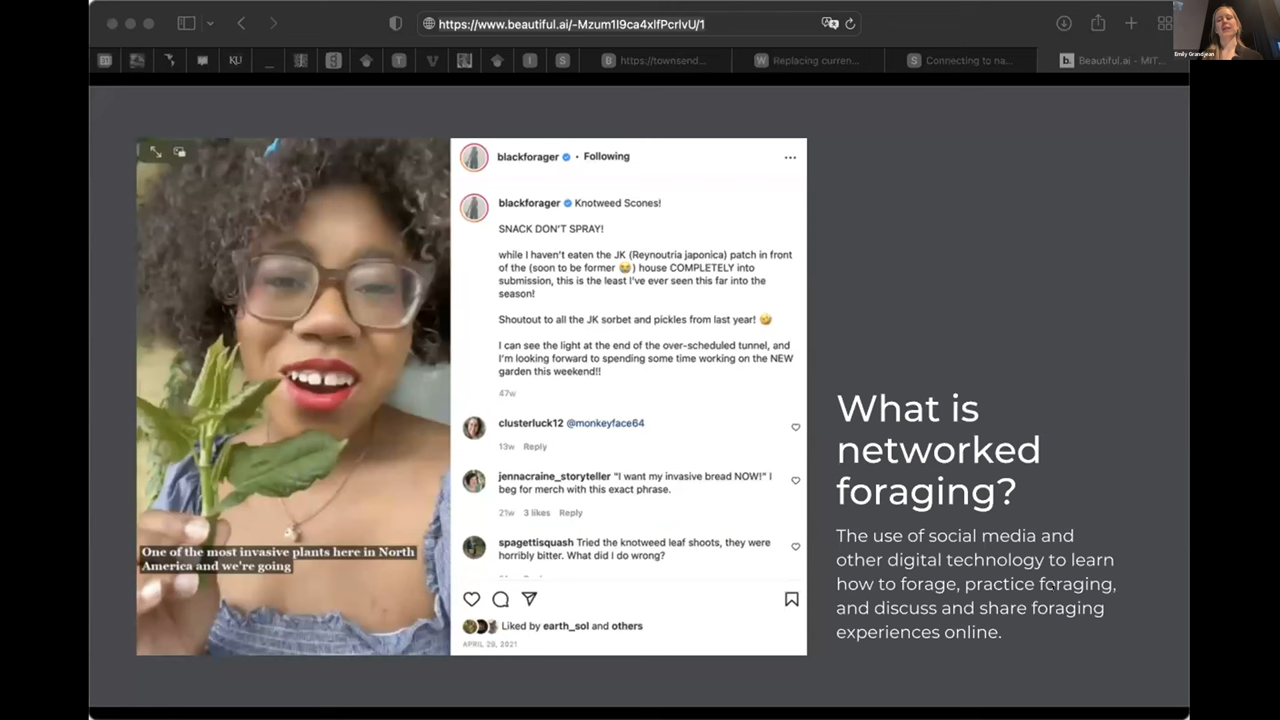 https://www.beautiful.ai/-Mzum1I9ca4xlfPcrlvU/1
KU
T
V
I
S
B https://townsend...
W Replacing curren...
S Connecting to na...
b. Beautiful.ai - MIT...
Emily Grandjean
blackforager • Following
blackforager Knotweed Scones!
SNACK DON'T SPRAY!
while I haven't eaten the JK (Reynoutria japonica) patch in front
of the (soon to be former 😭) house COMPLETELY into
submission, this is the least I've ever seen this far into the
season!
Shoutout to all the JK sorbet and pickles from last year! 🤣
I can see the light at the end of the over-scheduled tunnel, and
I'm looking forward to spending some time working on the NEW
garden this weekend!!
47w
clusterluck12 @monkeyface64
13w Reply
jennacraine_storyteller "I want my invasive bread NOW!" I
beg for merch with this exact phrase.
21w 3 likes Reply
spagettisquash Tried the knotweed leaf shoots, they were
horribly bitter. What did I do wrong?
Liked by earth_sol and others
APRIL 29, 2021
One of the most invasive plants here in North
America and we're going
What is
networked
foraging?
The use of social media and
other digital technology to learn
how to forage, practice foraging,
and discuss and share foraging
experiences online.